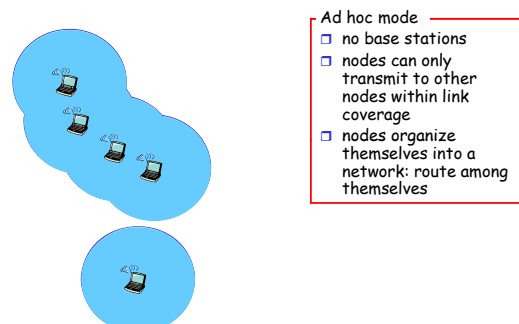 Ad hoc mode
no base stations
nodes can only
transmit to other
nodes within link
coverage
nodes organize
themselves into a
network: route among
themselves